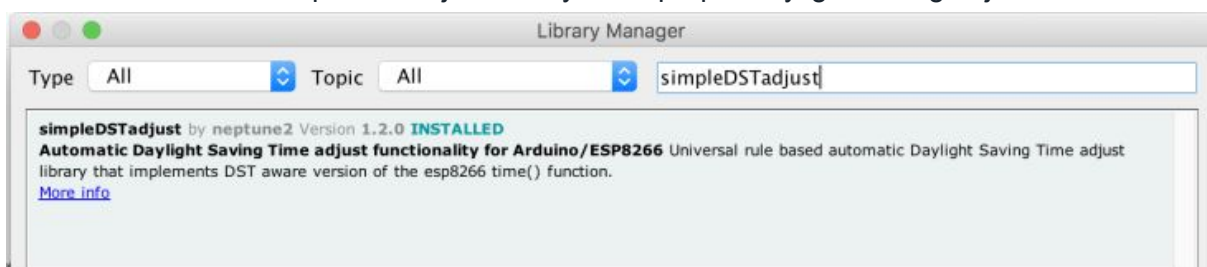 Library Manager
Type All Topic All simpleDSTadjust
simpleDSTadjust by neptune2 Version 1.2.0 INSTALLED
Automatic Daylight Saving Time adjust functionality for Arduino/ESP8266 Universal rule based automatic Daylight Saving Time adjust
library that implements DST aware version of the esp8266 time() function.
More info